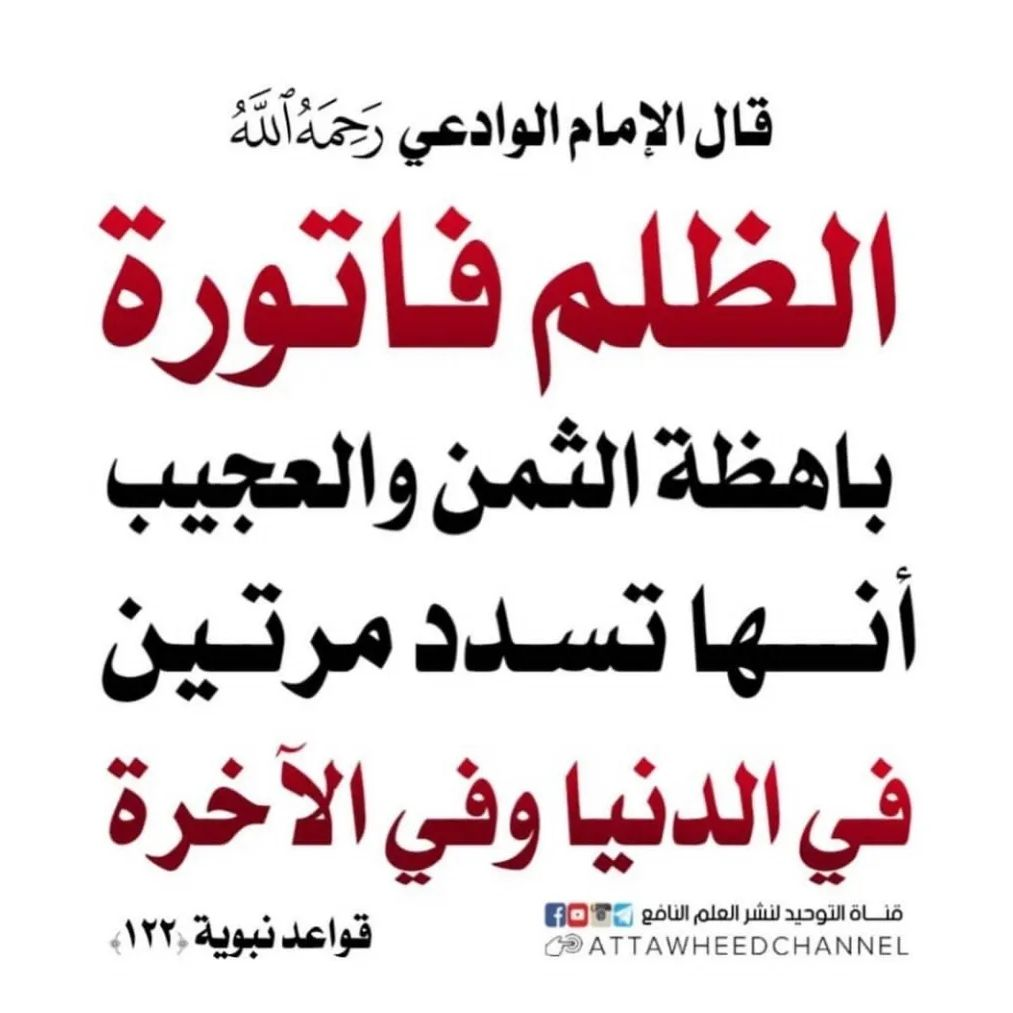 قال الإمام الوادعي رَحِمَهُ ٱللَّهُ
الظلم فاتورة
باهظة الثمن والعجيب
أنــها تسدد مرتين
في الدنيا وفي الآخرة
قنــاة التوحيد لنشر العلم النافع
ATTAWHEEDCHANNEL
قواعد نبوية ﴿١٢٢﴾